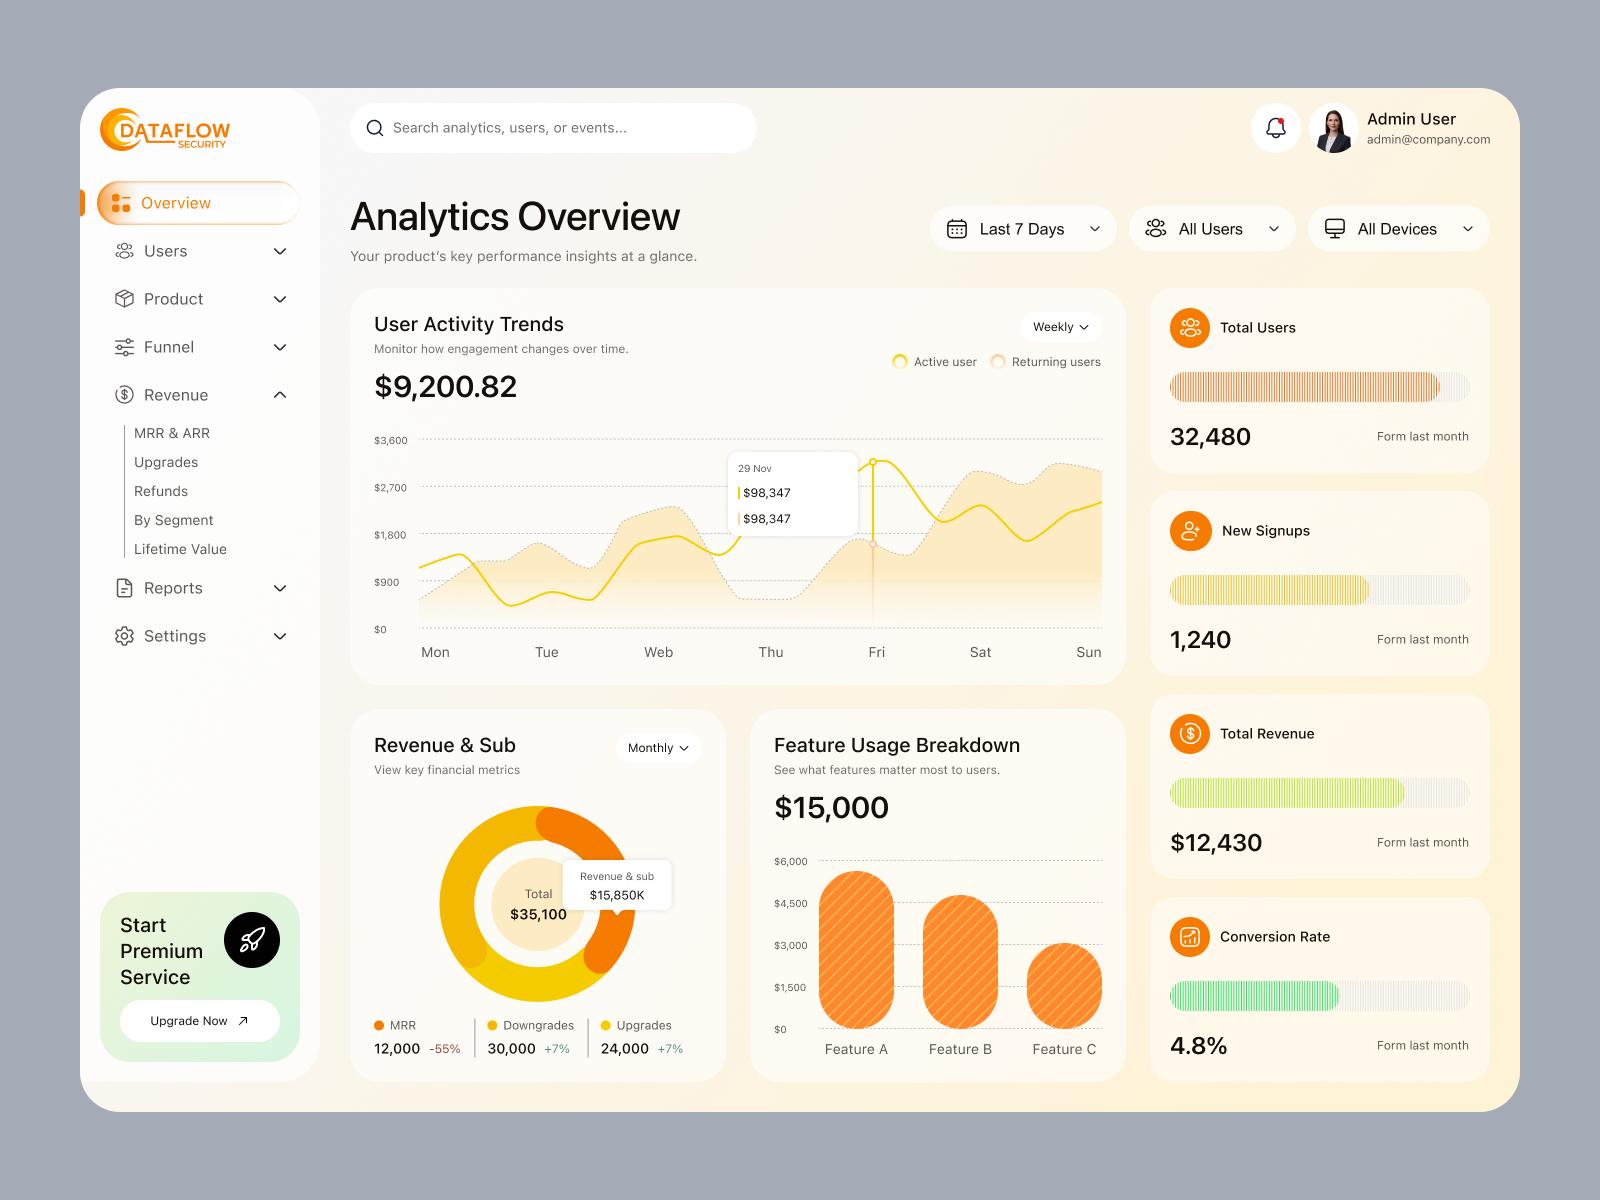 DATAFLOW
SECURITY
Search analytics, users, or events...
Admin User
admin@company.com
Overview
Users
Product
Funnel
Revenue
MRR & ARR
Upgrades
Refunds
By Segment
Lifetime Value
Reports
Settings
Start
Premium
Service
Upgrade Now
Analytics Overview
Your product's key performance insights at a glance.
Last 7 Days
All Users
All Devices
User Activity Trends
Monitor how engagement changes over time.
$9,200.82
Weekly
Active user
Returning users
$3,600
$2,700
$1,800
$900
$0
29 Nov
$98,347
$98,347
Mon
Tue
Web
Thu
Fri
Sat
Sun
Total Users
32,480
Form last month
New Signups
1,240
Form last month
Total Revenue
$12,430
Form last month
Conversion Rate
4.8%
Form last month
Revenue & Sub
View key financial metrics
Monthly
Total
$35,100
Revenue & sub
$15,850K
MRR
12,000 -55%
Downgrades
30,000 +7%
Upgrades
24,000 +7%
Feature Usage Breakdown
See what features matter most to users.
$15,000
$6,000
$4,500
$3,000
$1,500
$0
Feature A
Feature B
Feature C